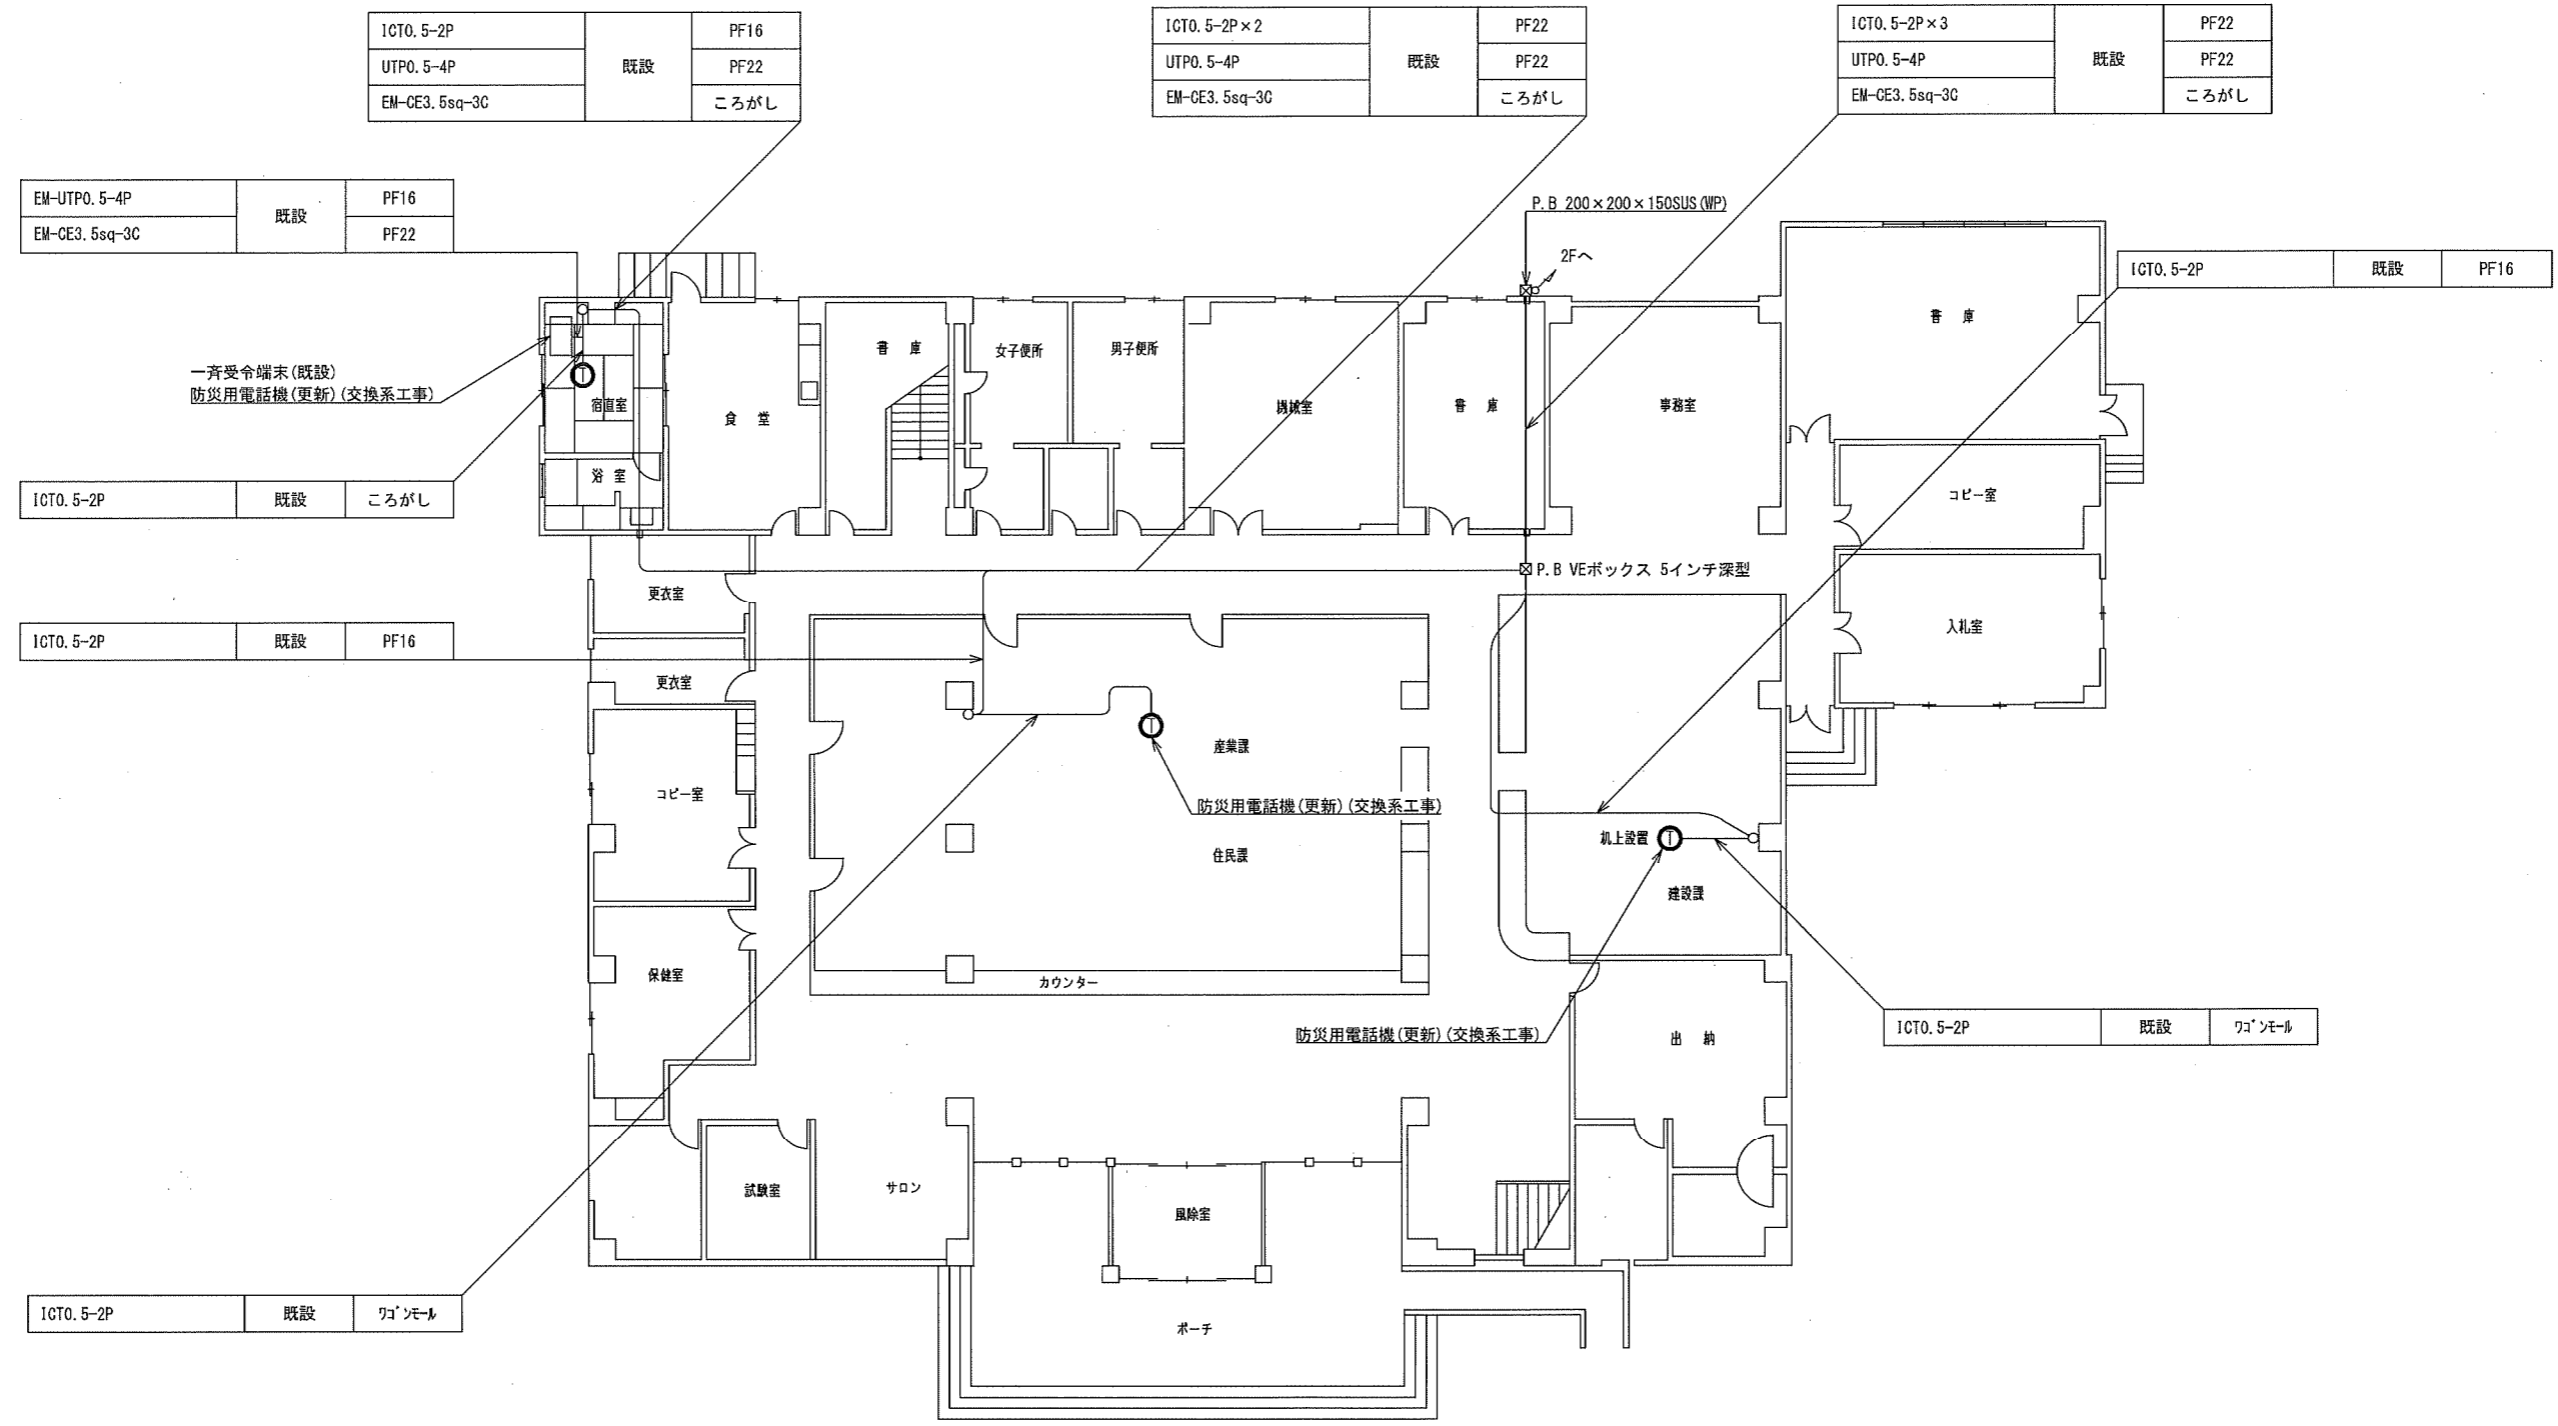 ICT0.5-2P 既設 PF16
UTP0.5-4P PF22
EM-CE3.5sq-3C ころがし
ICT0.5-2P×2 既設 PF22
UTP0.5-4P PF22
EM-CE3.5sq-3C ころがし
ICT0.5-2P×3 既設 PF22
UTP0.5-4P PF22
EM-CE3.5sq-3C ころがし
EM-UTP0.5-4P 既設 PF16
EM-CE3.5sq-3C PF22
P.B 200×200×150SUS(WP)
2Fへ
ICT0.5-2P 既設 PF16
一斉受令端末(既設)
防災用電話機(更新)(交換系工事)
宿直室
浴 室
食 堂
書 庫
女子便所
男子便所
機械室
書 庫
事務室
書 庫
コピー室
入札室
ICT0.5-2P 既設 ころがし
P.B VEボックス 5インチ深型
更衣室
ICT0.5-2P 既設 PF16
更衣室
コピー室
産業課
防災用電話機(更新)(交換系工事)
住民課
机上設置
建設課
保健室
カウンター
防災用電話機(更新)(交換系工事)
出 納
ICT0.5-2P 既設 ワゴンモール
試験室
サロン
風除室
ICT0.5-2P 既設 ワゴンモール
ポーチ